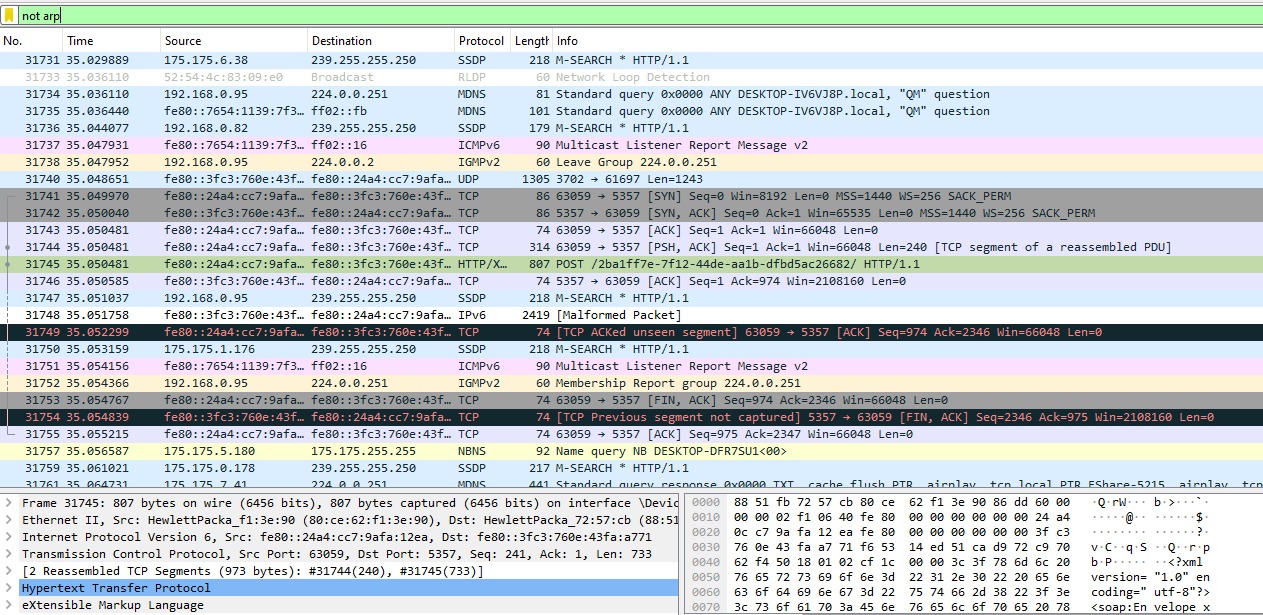 not arp
No. Time Source Destination Protocol Length Info
31731 35.029889 175.175.6.38 239.255.255.250 SSDP 218 M-SEARCH * HTTP/1.1
31733 35.036110 52:54:4c:83:09:e0 Broadcast RLDP 60 Network Loop Detection
31734 35.036110 192.168.0.95 224.0.0.251 MDNS 81 Standard query 0x0000 ANY DESKTOP-IV6VJ8P.local, "QM" question
31735 35.036440 fe80::7654:1139:7f3… ff02::fb MDNS 101 Standard query 0x0000 ANY DESKTOP-IV6VJ8P.local, "QM" question
31736 35.044077 192.168.0.82 239.255.255.250 SSDP 179 M-SEARCH * HTTP/1.1
31737 35.047931 fe80::7654:1139:7f3… ff02::16 ICMPv6 90 Multicast Listener Report Message v2
31738 35.047952 192.168.0.95 224.0.0.2 IGMPv2 60 Leave Group 224.0.0.251
31740 35.048651 fe80::3fc3:760e:43f… fe80::24a4:cc7:9afa… UDP 1305 3702 → 61697 Len=1243
31741 35.049970 fe80::24a4:cc7:9afa… fe80::3fc3:760e:43f… TCP 86 63059 → 5357 [SYN] Seq=0 Win=8192 Len=0 MSS=1440 WS=256 SACK_PERM
31742 35.050040 fe80::3fc3:760e:43f… fe80::24a4:cc7:9afa… TCP 86 5357 → 63059 [SYN, ACK] Seq=0 Ack=1 Win=65535 Len=0 MSS=1440 WS=256 SACK_PERM
31743 35.050481 fe80::24a4:cc7:9afa… fe80::3fc3:760e:43f… TCP 74 63059 → 5357 [ACK] Seq=1 Ack=1 Win=66048 Len=0
31744 35.050481 fe80::24a4:cc7:9afa… fe80::3fc3:760e:43f… TCP 314 63059 → 5357 [PSH, ACK] Seq=1 Ack=1 Win=66048 Len=240 [TCP segment of a reassembled PDU]
31745 35.050481 fe80::24a4:cc7:9afa… fe80::3fc3:760e:43f… HTTP/X… 807 POST /2ba1ff7e-7f12-44de-aa1b-dfbd5ac26682/ HTTP/1.1
31746 35.050585 fe80::3fc3:760e:43f… fe80::24a4:cc7:9afa… TCP 74 5357 → 63059 [ACK] Seq=1 Ack=974 Win=2108160 Len=0
31747 35.051037 192.168.0.95 239.255.255.250 SSDP 218 M-SEARCH * HTTP/1.1
31748 35.051758 fe80::3fc3:760e:43f… fe80::24a4:cc7:9afa… IPv6 2419 [Malformed Packet]
31749 35.052299 fe80::24a4:cc7:9afa… fe80::3fc3:760e:43f… TCP 74 [TCP ACKed unseen segment] 63059 → 5357 [ACK] Seq=974 Ack=2346 Win=66048 Len=0
31750 35.053159 175.175.1.176 239.255.255.250 SSDP 218 M-SEARCH * HTTP/1.1
31751 35.054156 fe80::7654:1139:7f3… ff02::16 ICMPv6 90 Multicast Listener Report Message v2
31752 35.054366 192.168.0.95 224.0.0.251 IGMPv2 60 Membership Report group 224.0.0.251
31753 35.054767 fe80::24a4:cc7:9afa… fe80::3fc3:760e:43f… TCP 74 63059 → 5357 [FIN, ACK] Seq=974 Ack=2346 Win=66048 Len=0
31754 35.054839 fe80::3fc3:760e:43f… fe80::24a4:cc7:9afa… TCP 74 [TCP Previous segment not captured] 5357 → 63059 [FIN, ACK] Seq=2346 Ack=975 Win=2108160 Len=0
31755 35.055215 fe80::24a4:cc7:9afa… fe80::3fc3:760e:43f… TCP 74 63059 → 5357 [ACK] Seq=975 Ack=2347 Win=66048 Len=0
31757 35.056587 175.175.5.180 175.175.255.255 NBNS 92 Name query NB DESKTOP-DFR7SU1<00>
31759 35.061021 175.175.0.178 239.255.255.250 SSDP 217 M-SEARCH * HTTP/1.1
31761 35.064731 175.175.7.41 224.0.0.251 MDNS 441 Standard query response 0x0000 TXT, cache flush PTR _airplay._tcp.local PTR EShare-5215._airplay._tcp
Frame 31745: 807 bytes on wire (6456 bits), 807 bytes captured (6456 bits) on interface \Devic
Ethernet II, Src: HewlettPacka_f1:3e:90 (80:ce:62:f1:3e:90), Dst: HewlettPacka_72:57:cb (88:51
Internet Protocol Version 6, Src: fe80::24a4:cc7:9afa:12ea, Dst: fe80::3fc3:760e:43fa:a771
Transmission Control Protocol, Src Port: 63059, Dst Port: 5357, Seq: 241, Ack: 1, Len: 733
[2 Reassembled TCP Segments (973 bytes): #31744(240), #31745(733)]
Hypertext Transfer Protocol
eXtensible Markup Language
0000 88 51 fb 72 57 cb 80 ce 62 f1 3e 90 86 dd 60 00 ·Q·rW··· b·>···`·
0010 00 00 02 f1 06 40 fe 80 00 00 00 00 00 00 24 a4 ·····@·· ······$·
0020 0c c7 9a fa 12 ea fe 80 00 00 00 00 00 00 3f c3 ········ ······?·
0030 76 0e 43 fa a7 71 f6 53 14 ed 51 ca d9 72 c9 70 v·C··q·S ··Q··r·p
0040 62 f4 50 18 01 02 cf 1c 00 00 3c 3f 78 6d 6c 20 b·P····· ··<?xml
0050 76 65 72 73 69 6f 6e 3d 22 31 2e 30 22 20 65 6e version= "1.0" en
0060 63 6f 64 69 6e 67 3d 22 75 74 66 2d 38 22 3f 3e coding=" utf-8"?>
0070 3c 73 6f 61 70 3a 45 6e 76 65 6c 6f 70 65 20 78 <soap:En velope x